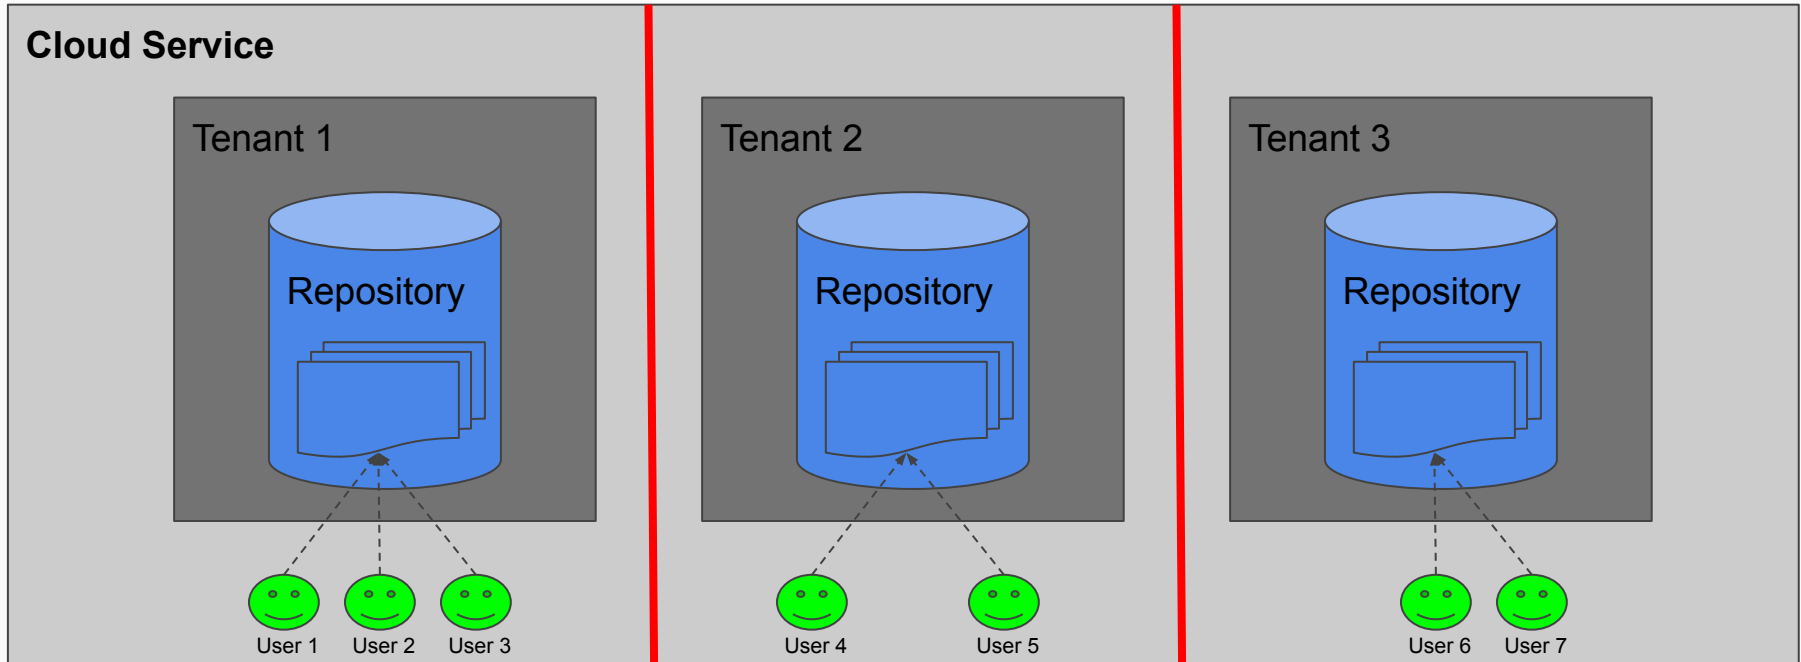 Cloud Service
Tenant 1
Tenant 2
Tenant 3
Repository
Repository
Repository
User 1
User 2
User 3
User 4
User 5
User 6
User 7